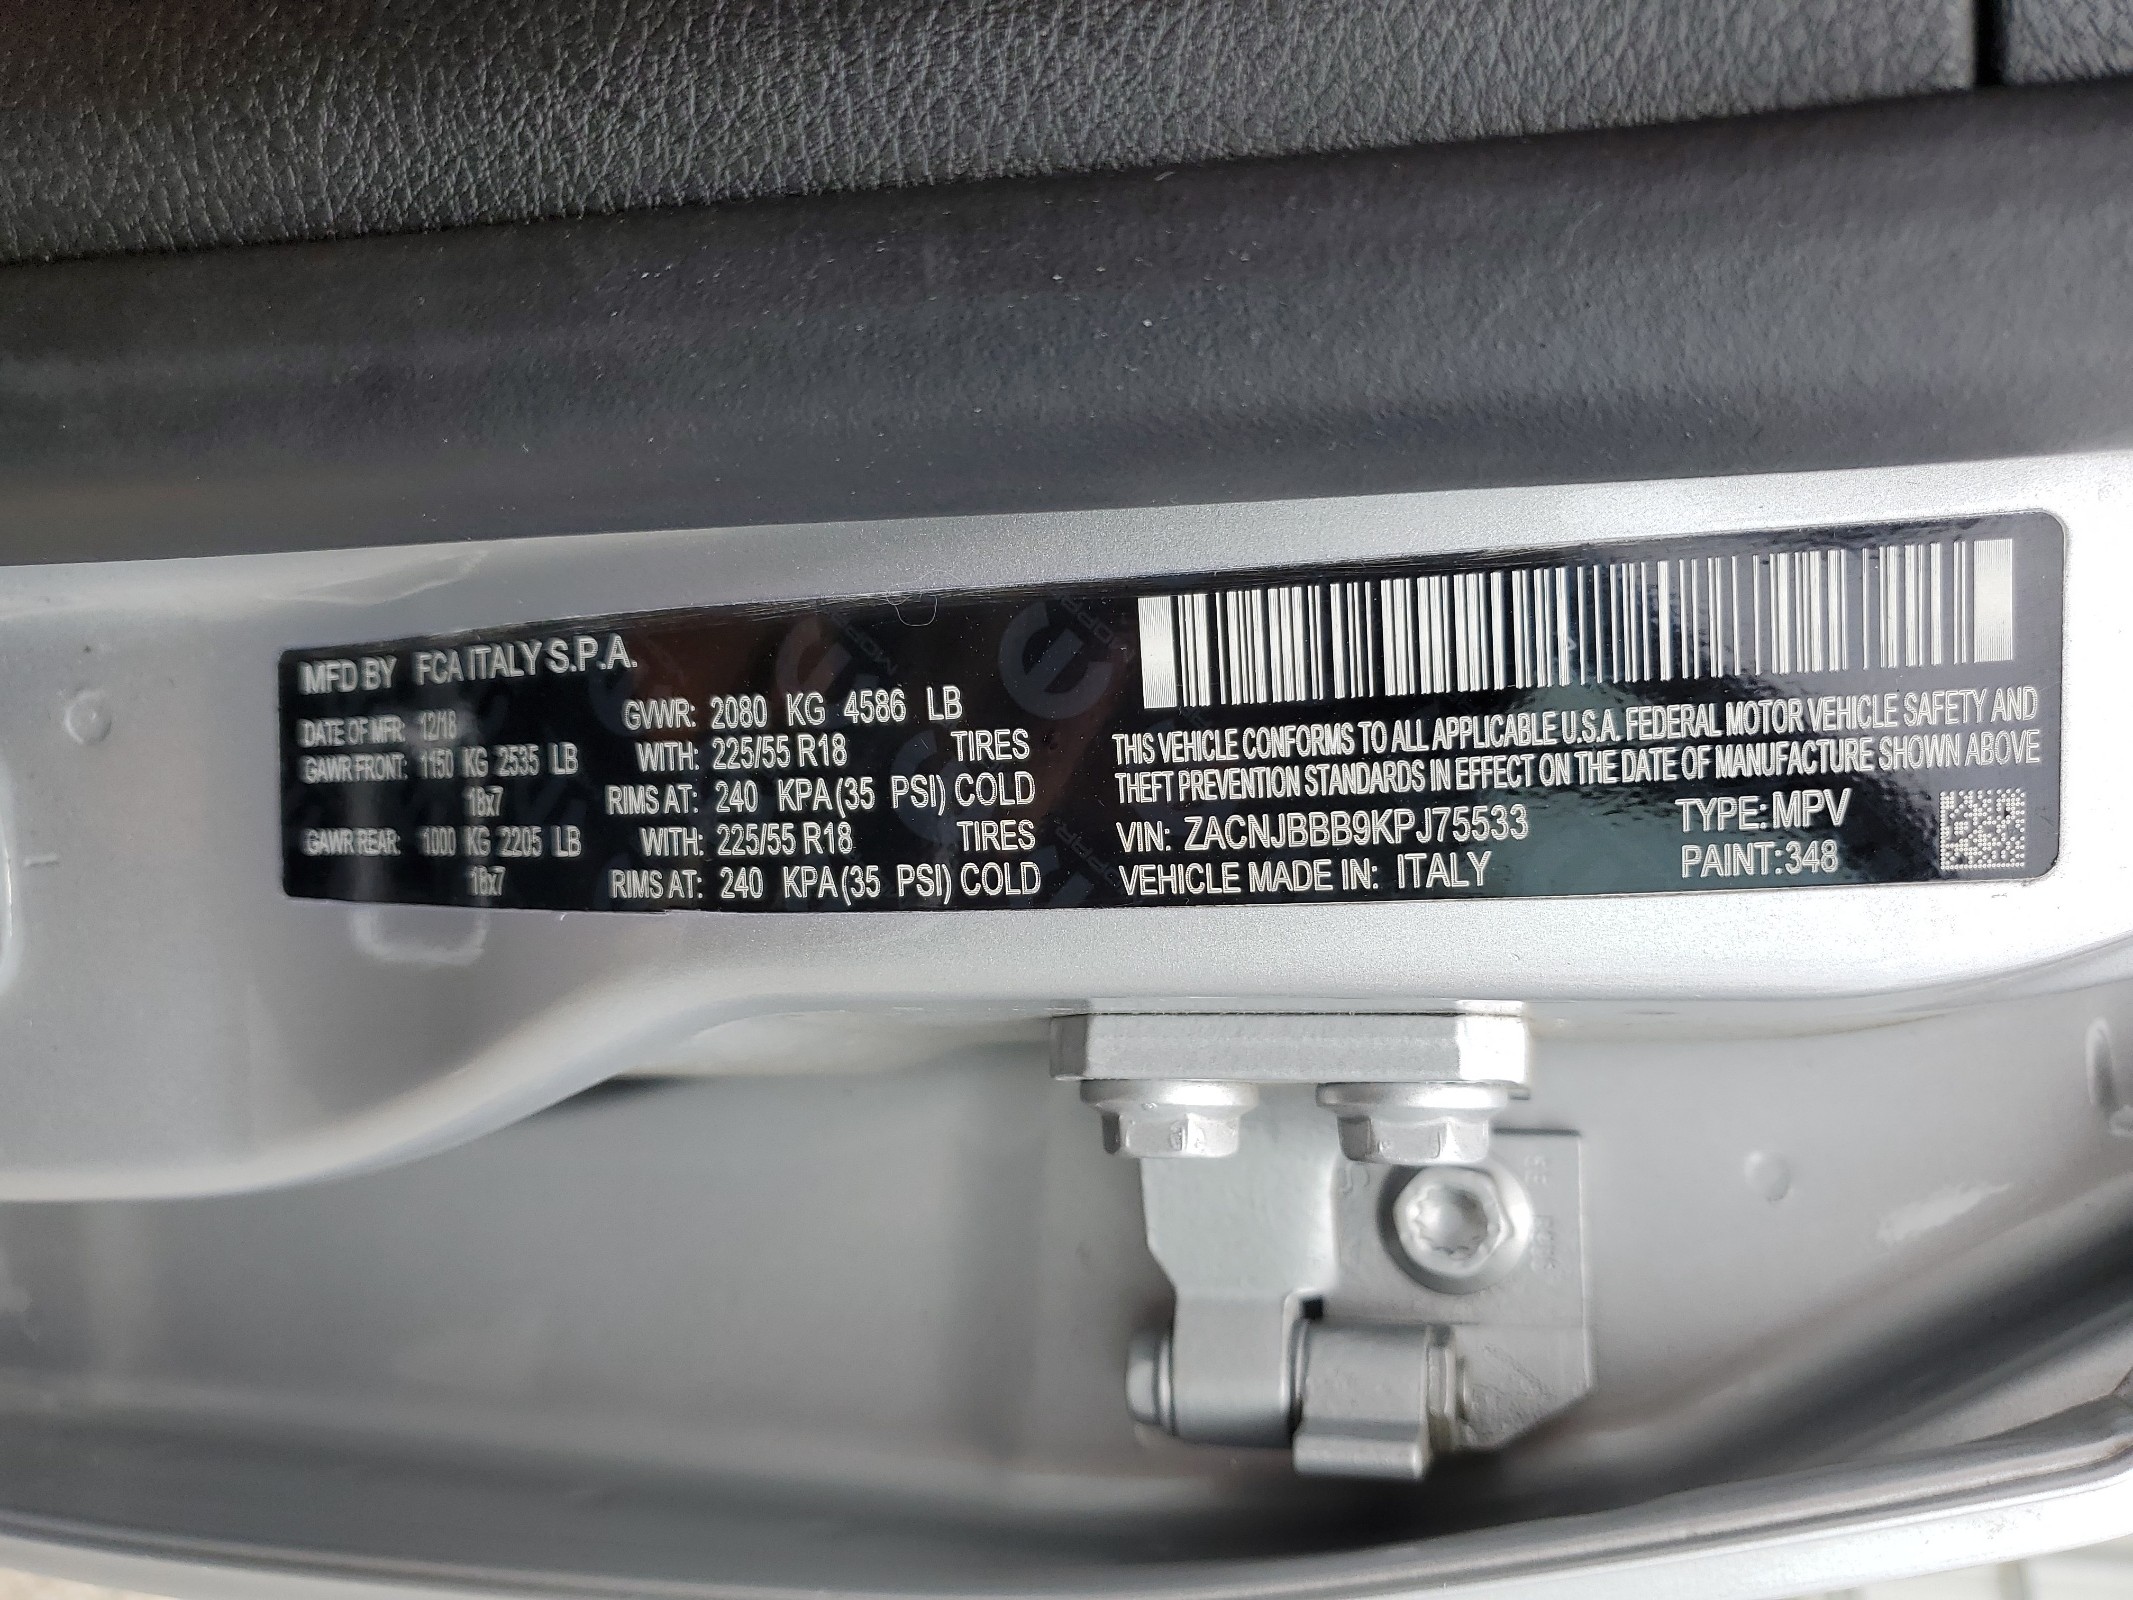 MFD BY FCA ITALY S.P.A.
DATE OF MFR: 12/18 GVWR: 2080 KG 4586 LB
GAWR FRONT: 1150 KG 2535 LB WITH: 225/55 R18 TIRES
18x7 RIMS AT: 240 KPA (35 PSI) COLD
GAWR REAR: 1000 KG 2205 LB WITH: 225/55 R18 TIRES
18x7 RIMS AT: 240 KPA (35 PSI) COLD
THIS VEHICLE CONFORMS TO ALL APPLICABLE U.S.A. FEDERAL MOTOR VEHICLE SAFETY AND
THEFT PREVENTION STANDARDS IN EFFECT ON THE DATE OF MANUFACTURE SHOWN ABOVE
VIN: ZACNJBBB9KPJ75533 TYPE: MPV
VEHICLE MADE IN: ITALY PAINT: 348